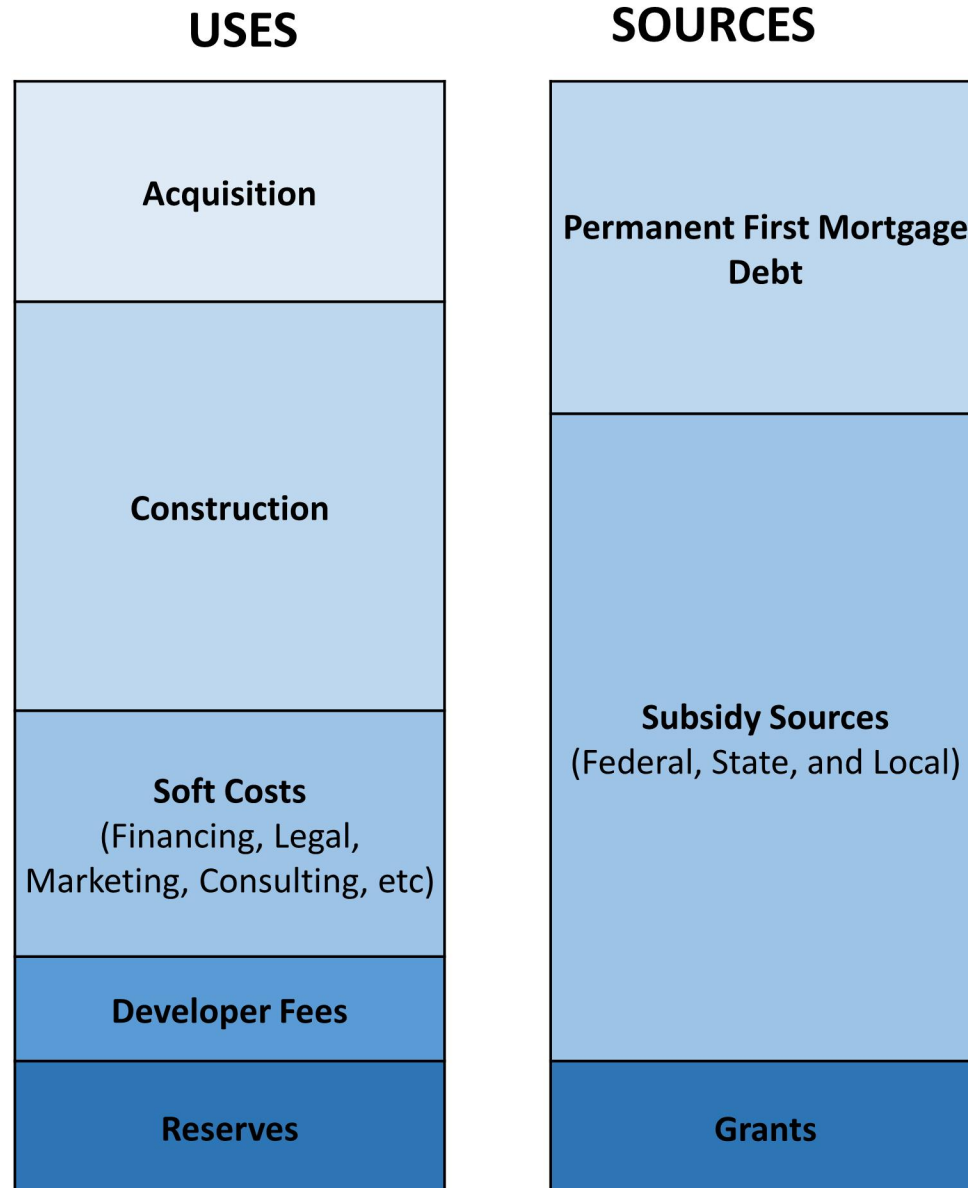 USES
Acquisition
Construction
Soft Costs
(Financing, Legal,
Marketing, Consulting, etc)
Developer Fees
Reserves
SOURCES
Permanent First Mortgage
Debt
Subsidy Sources
(Federal, State, and Local)
Grants